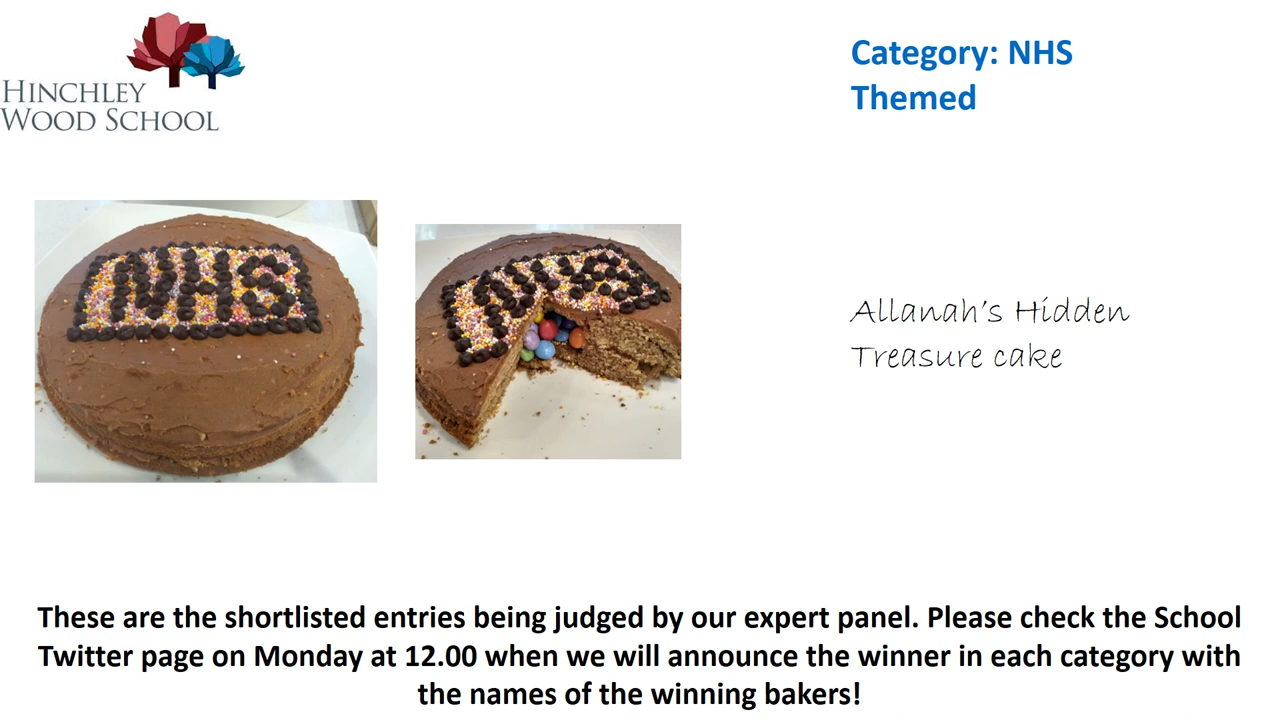 HINCHLEY
WOOD SCHOOL
Category: NHS
Themed
NHS
NHS
Allanah's Hidden
Treasure cake
These are the shortlisted entries being judged by our expert panel. Please check the School
Twitter page on Monday at 12.00 when we will announce the winner in each category with
the names of the winning bakers!